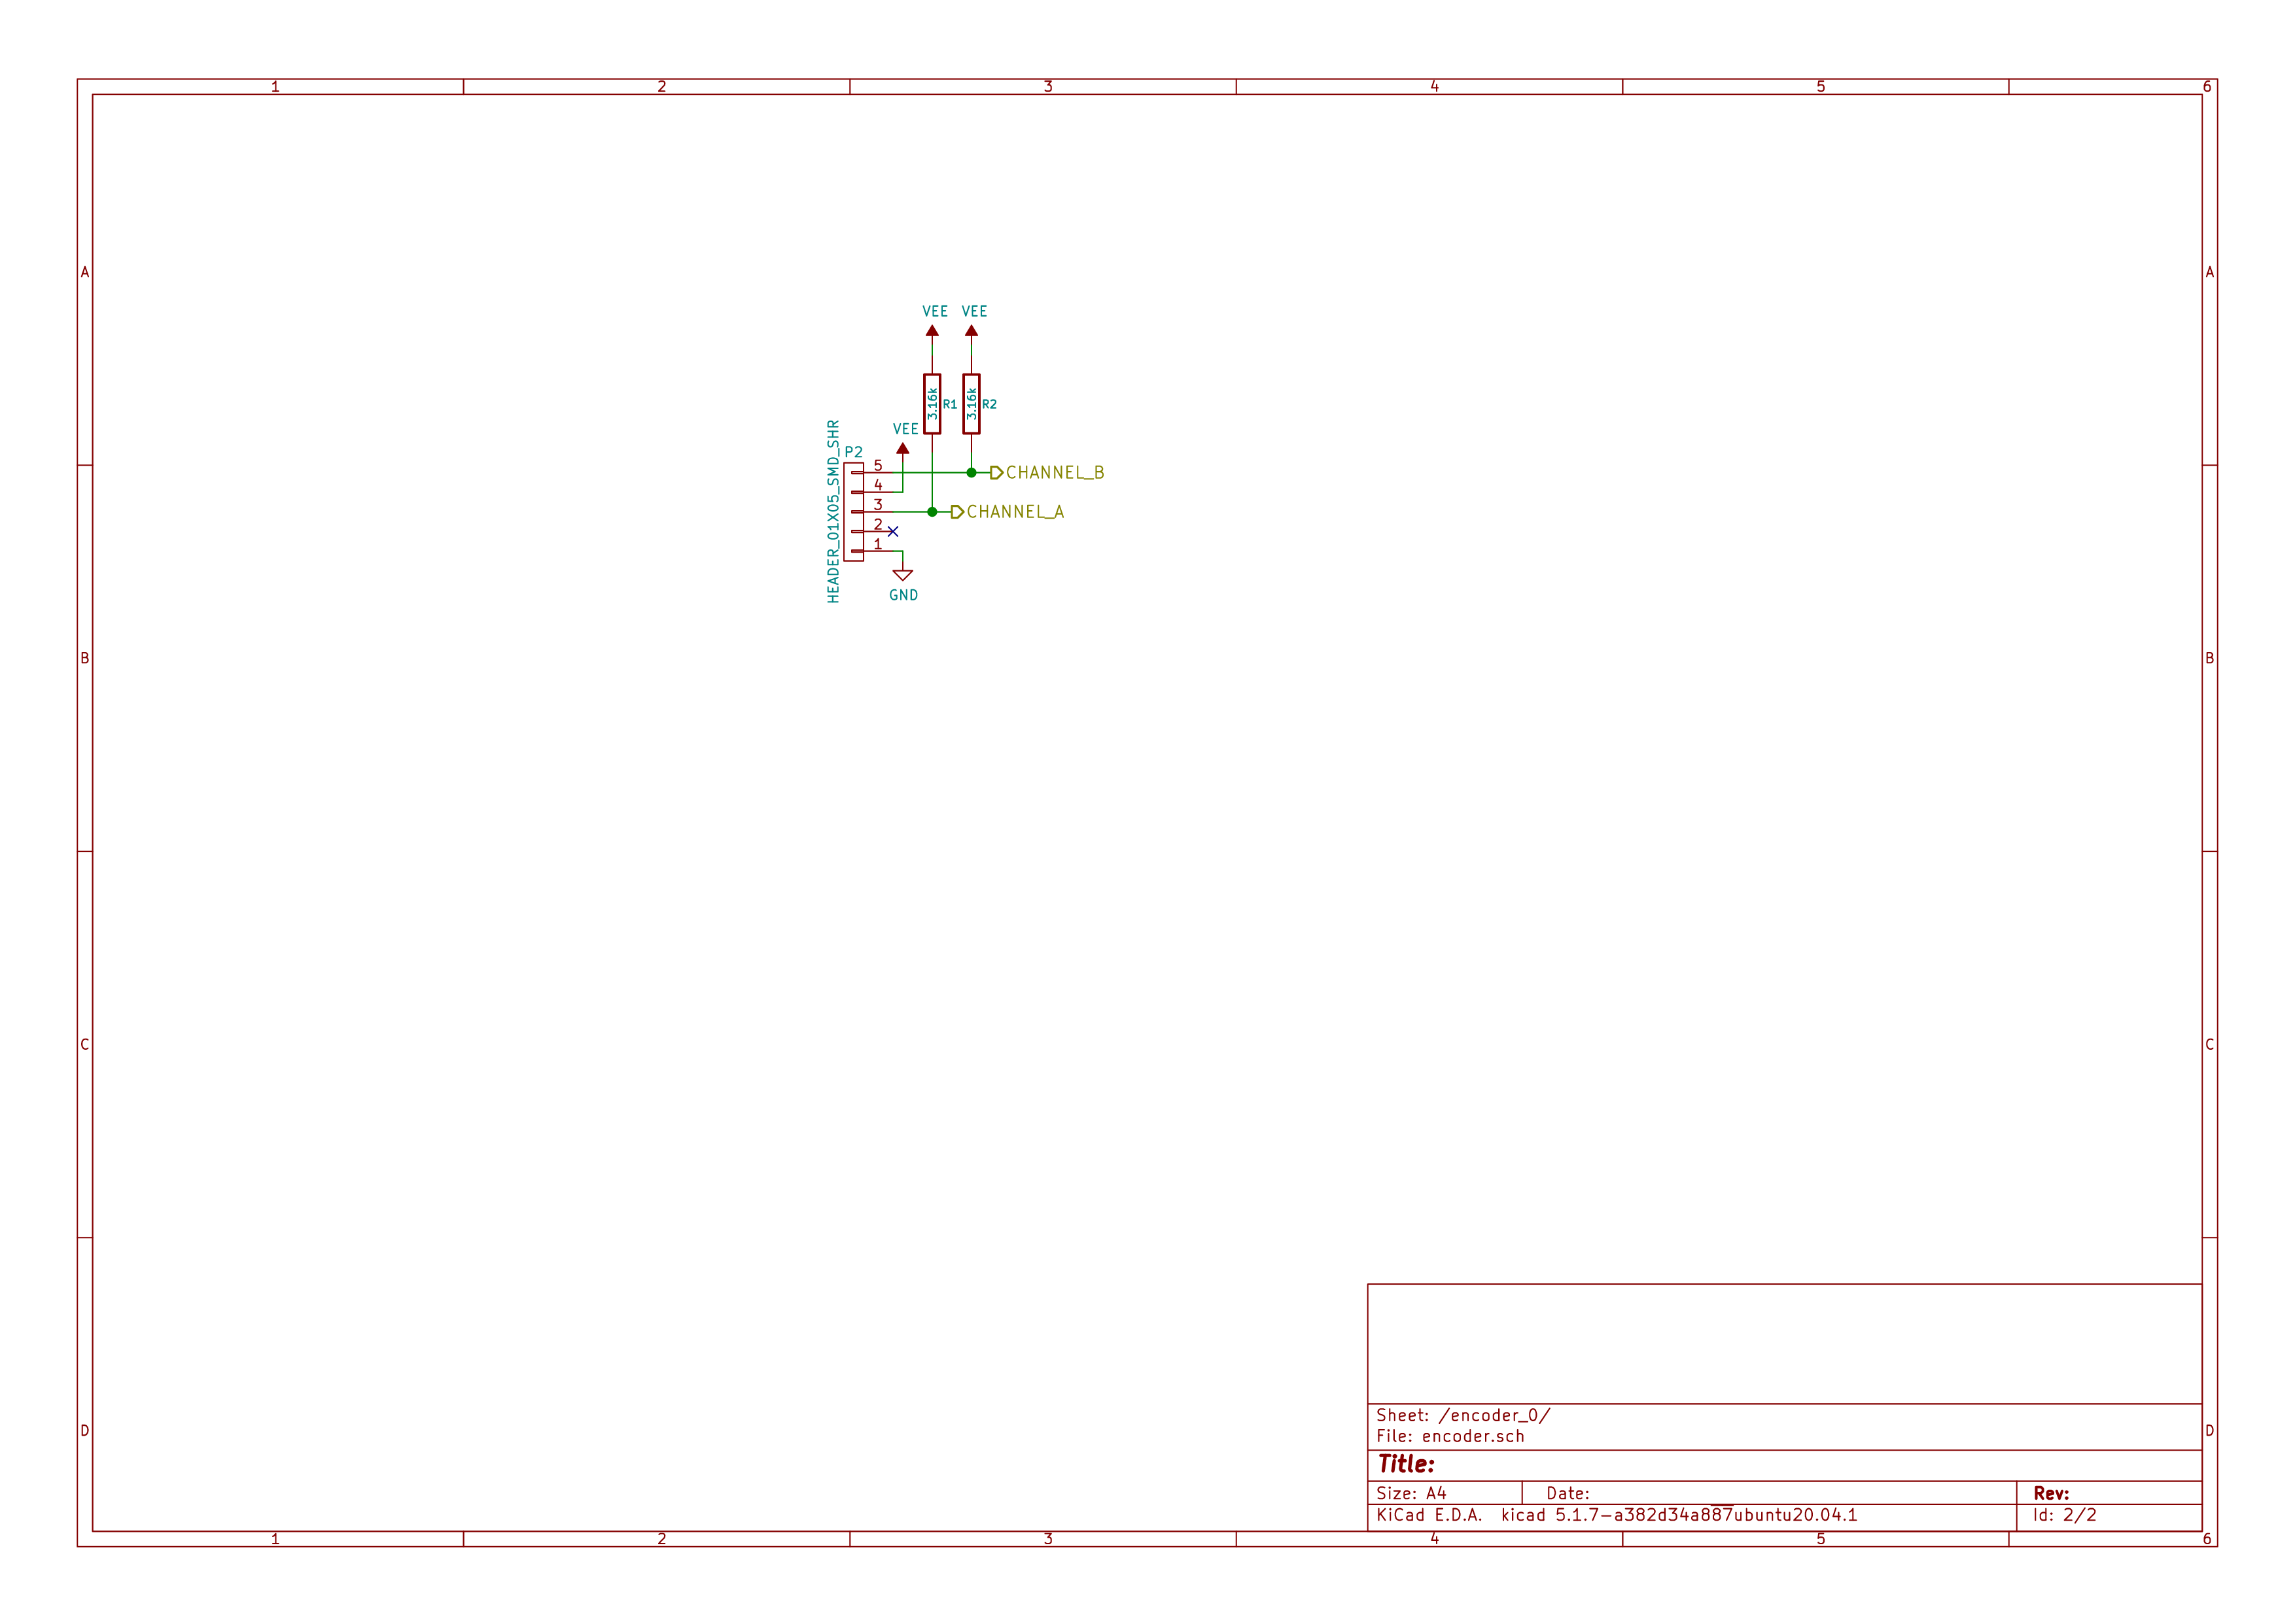 1 2 3 4 5 6
A A
VEE VEE
3.16k R1 3.16k R2
VEE
HEADER_01X05_SMD_SHR
P2
5 CHANNEL_B
4
3 CHANNEL_A
2
1
GND
B B
C C
D D
Sheet: /encoder_0/
File: encoder.sch
Title:
Size: A4 Date: Rev:
KiCad E.D.A. kicad 5.1.7-a382d34a887ubuntu20.04.1 Id: 2/2
1 2 3 4 5 6